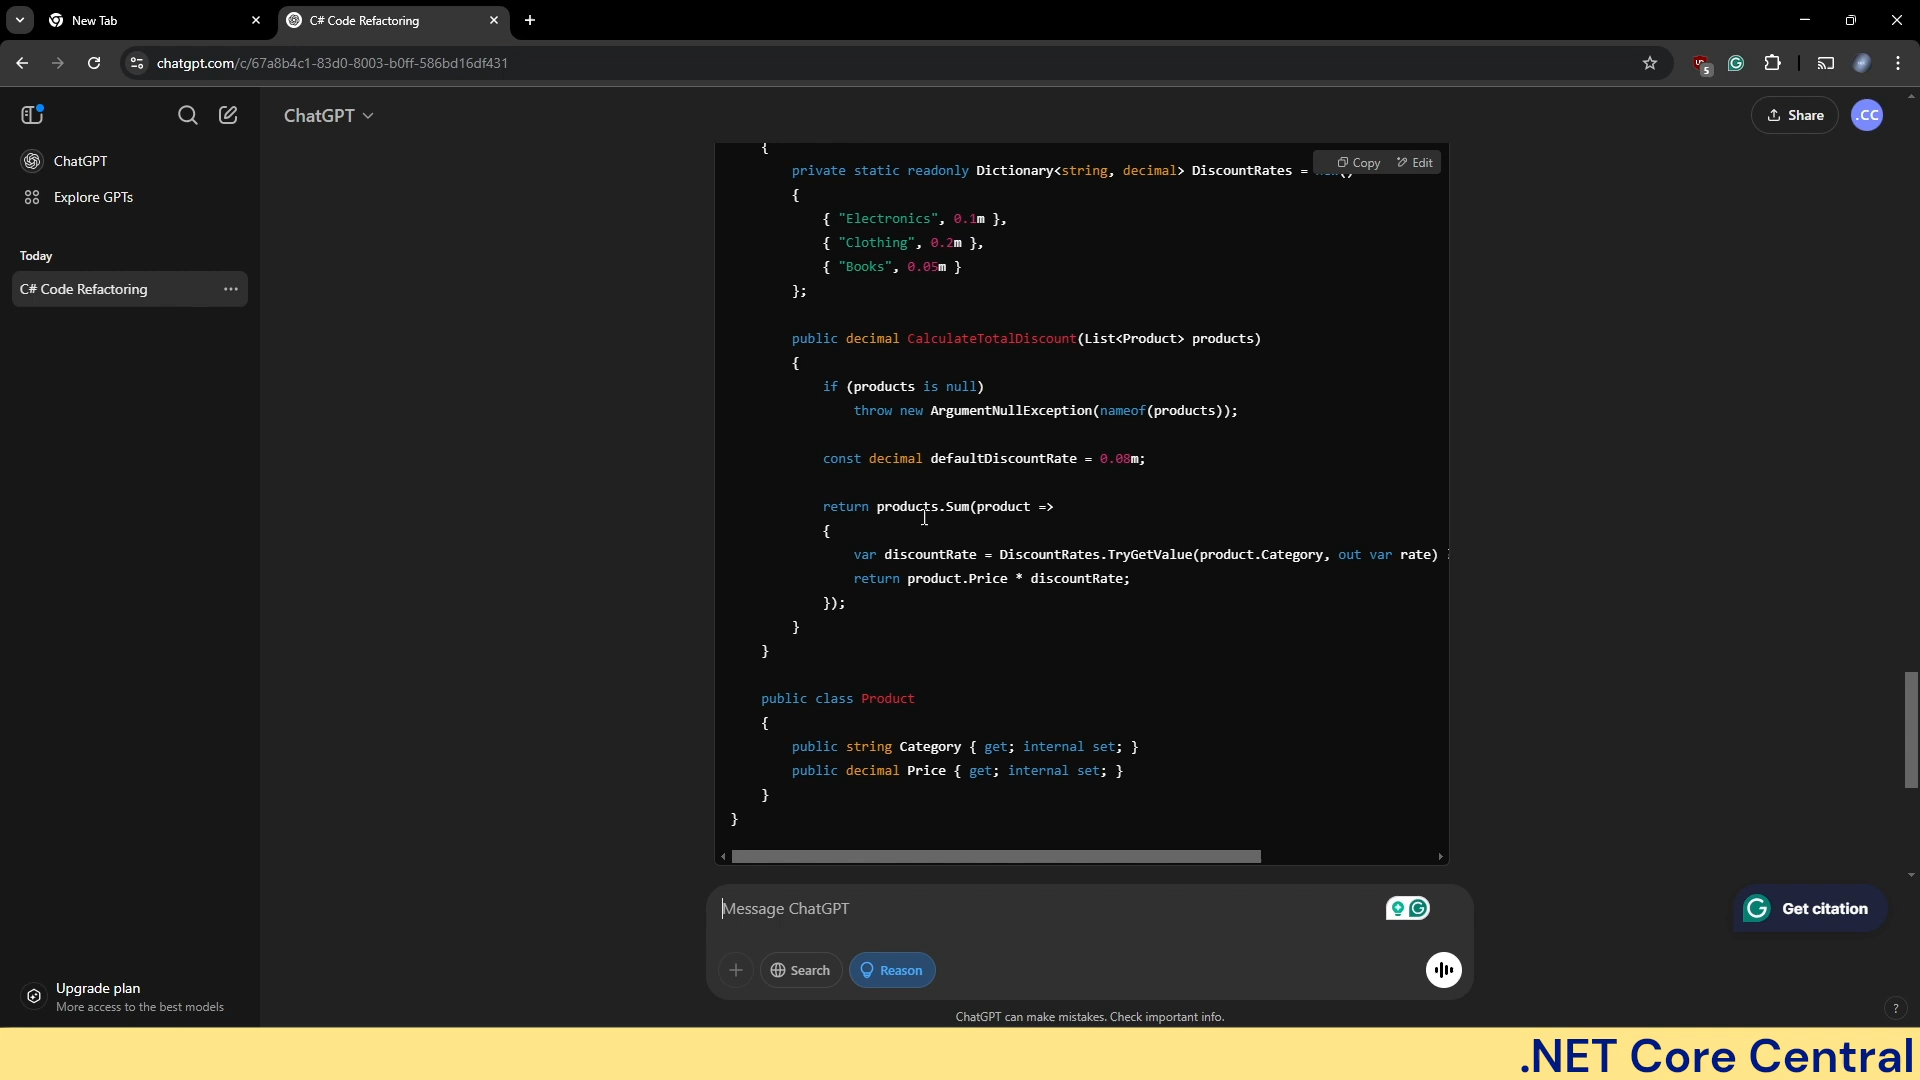 New Tab
C# Code Refactoring
chatgpt.com/c/67a8b4c1-83d0-8003-b0ff-586bd16df431
5
ChatGPT
Share
.CC
ChatGPT
Explore GPTs
Today
C# Code Refactoring
Copy
Edit
{
private static readonly Dictionary<string, decimal> DiscountRates =
{
{ "Electronics", 0.1m },
{ "Clothing", 0.2m },
{ "Books", 0.05m }
};
public decimal CalculateTotalDiscount(List<Product> products)
{
if (products is null)
throw new ArgumentNullException(nameof(products));
const decimal defaultDiscountRate = 0.08m;
return products.Sum(product =>
{
var discountRate = DiscountRates.TryGetValue(product.Category, out var rate)
return product.Price * discountRate;
});
}
}
public class Product
{
public string Category { get; internal set; }
public decimal Price { get; internal set; }
}
}
Message ChatGPT
Search
Reason
Get citation
Upgrade plan
More access to the best models
ChatGPT can make mistakes. Check important info.
?
.NET Core Central